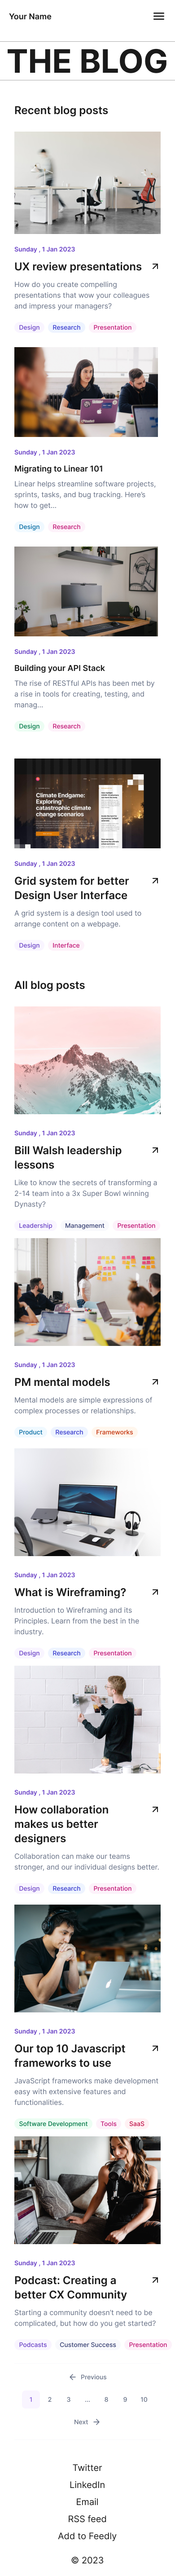 Your Name
THE BLOG
Recent blog posts
Sunday , 1 Jan 2023
UX review presentations
How do you create compelling
presentations that wow your colleagues
and impress your managers?
Design Research Presentation
Sunday , 1 Jan 2023
Migrating to Linear 101
Linear helps streamline software projects,
sprints, tasks, and bug tracking. Here's
how to get...
Design Research
Sunday , 1 Jan 2023
Building your API Stack
The rise of RESTful APIs has been met by
a rise in tools for creating, testing, and
manag...
Design Research
Climate Endgame:
Exploring
catastrophic climate
change scenarios
Sunday , 1 Jan 2023
Grid system for better
Design User Interface
A grid system is a design tool used to
arrange content on a webpage.
Design Interface
All blog posts
Sunday , 1 Jan 2023
Bill Walsh leadership
lessons
Like to know the secrets of transforming a
2-14 team into a 3x Super Bowl winning
Dynasty?
Leadership Management Presentation
Sunday , 1 Jan 2023
PM mental models
Mental models are simple expressions of
complex processes or relationships.
Product Research Frameworks
Sunday , 1 Jan 2023
What is Wireframing?
Introduction to Wireframing and its
Principles. Learn from the best in the
industry.
Design Research Presentation
Sunday , 1 Jan 2023
How collaboration
makes us better
designers
Collaboration can make our teams
stronger, and our individual designs better.
Design Research Presentation
Sunday , 1 Jan 2023
Our top 10 Javascript
frameworks to use
JavaScript frameworks make development
easy with extensive features and
functionalities.
Software Development Tools SaaS
Sunday , 1 Jan 2023
Podcast: Creating a
better CX Community
Starting a community doesn't need to be
complicated, but how do you get started?
Podcasts Customer Success Presentation
Previous
1 2 3 ... 8 9 10
Next
Twitter
LinkedIn
Email
RSS feed
Add to Feedly
© 2023